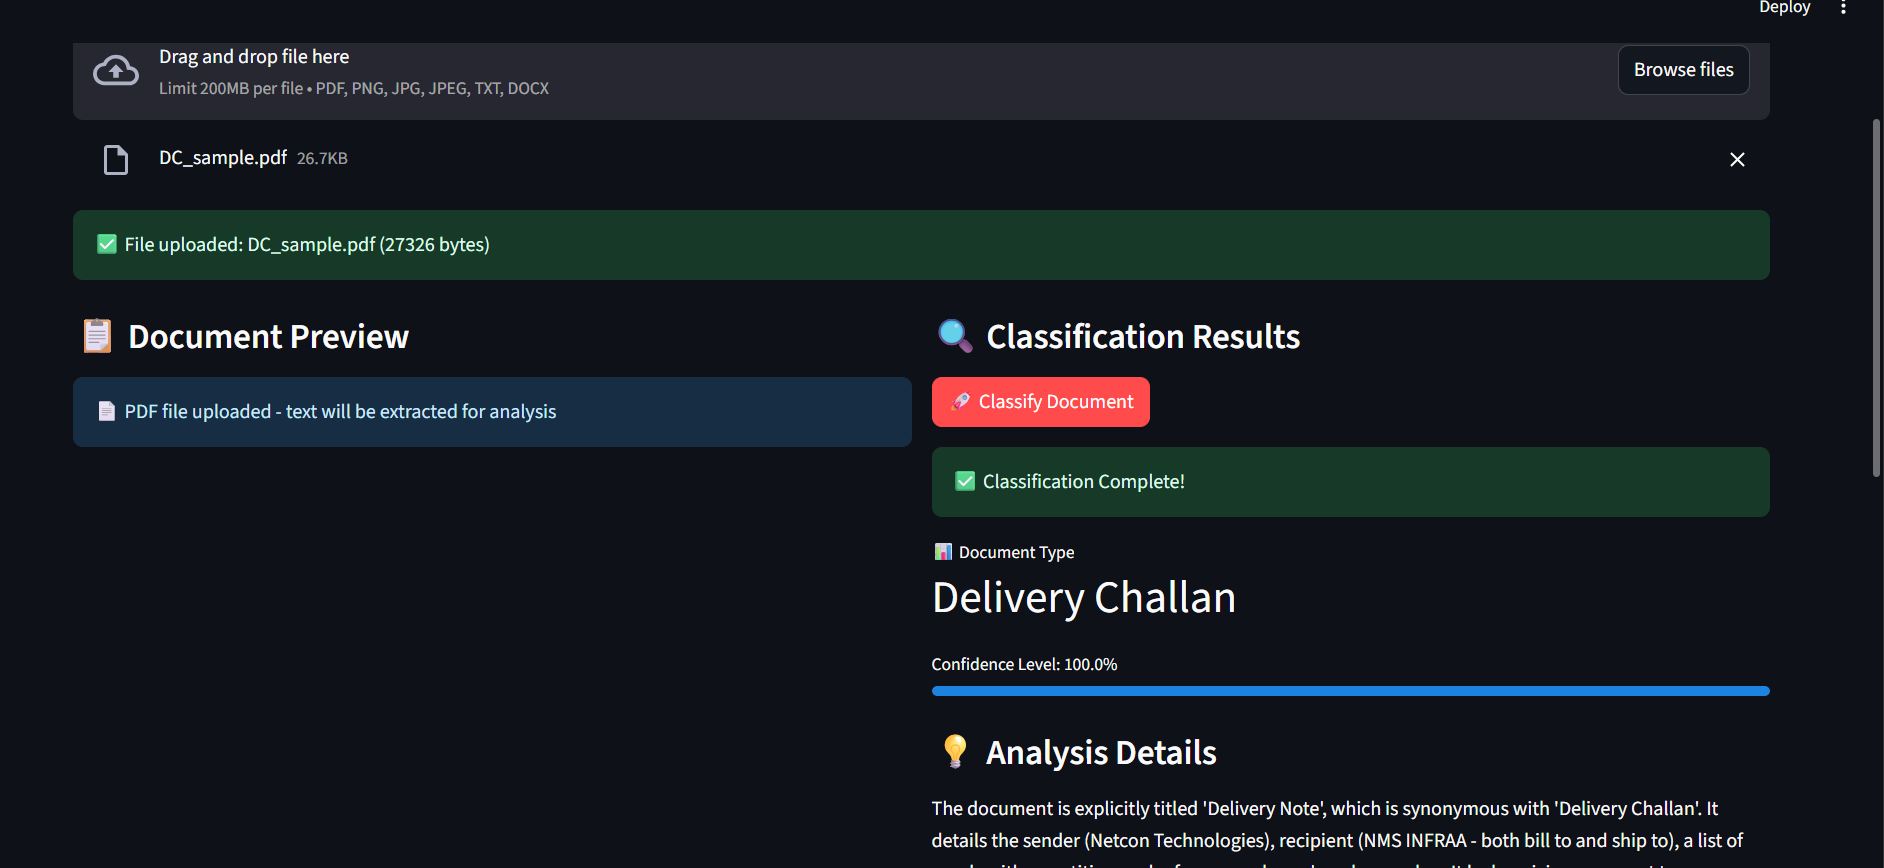 Deploy
Drag and drop file here
Limit 200MB per file • PDF, PNG, JPG, JPEG, TXT, DOCX
Browse files
DC_sample.pdf 26.7KB
File uploaded: DC_sample.pdf (27326 bytes)
Document Preview
PDF file uploaded - text will be extracted for analysis
Classification Results
Classify Document
Classification Complete!
Document Type
Delivery Challan
Confidence Level: 100.0%
Analysis Details
The document is explicitly titled 'Delivery Note', which is synonymous with 'Delivery Challan'. It
details the sender (Netcon Technologies), recipient (NMS INFRAA - both bill to and ship to), a list of